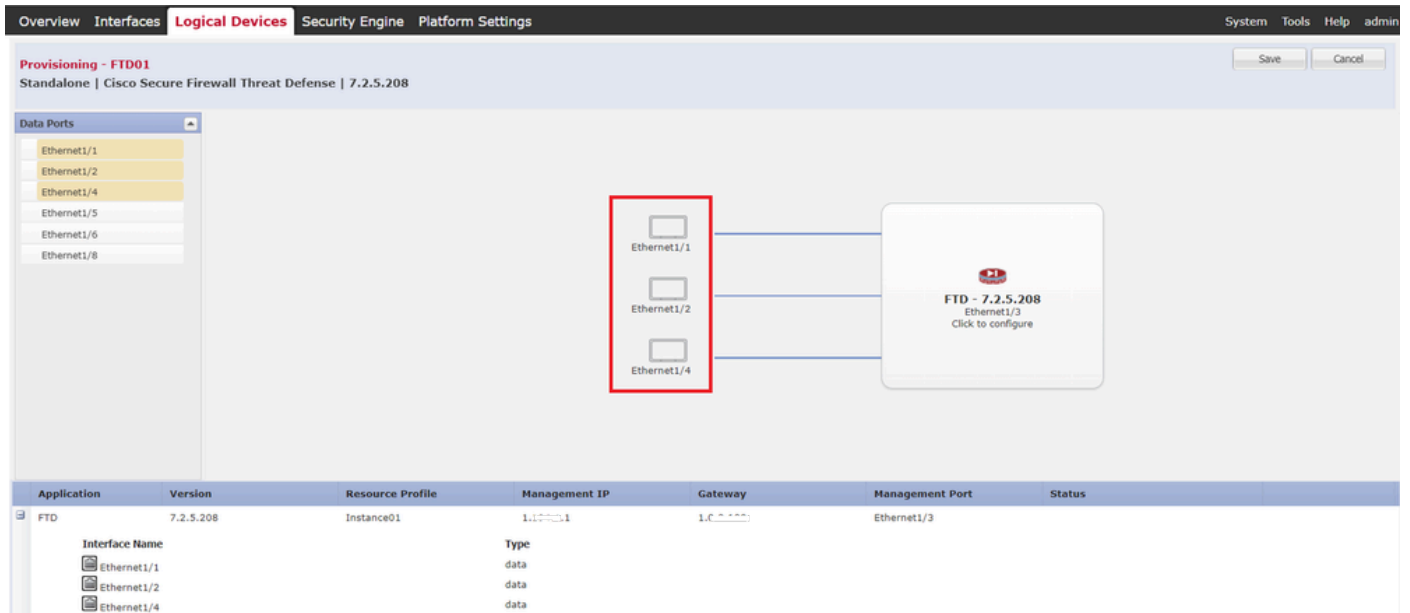 Overview Interfaces Logical Devices Security Engine Platform Settings System Tools Help admin
Provisioning - FTD01
Standalone | Cisco Secure Firewall Threat Defense | 7.2.5.208
Save Cancel
Data Ports
Ethernet1/1
Ethernet1/2
Ethernet1/4
Ethernet1/5
Ethernet1/6
Ethernet1/8
Ethernet1/1
Ethernet1/2
Ethernet1/4
FTD - 7.2.5.208
Ethernet1/3
Click to configure
Application Version Resource Profile Management IP Gateway Management Port Status
FTD 7.2.5.208 Instance01 Ethernet1/3
Interface Name Type
Ethernet1/1 data
Ethernet1/2 data
Ethernet1/4 data